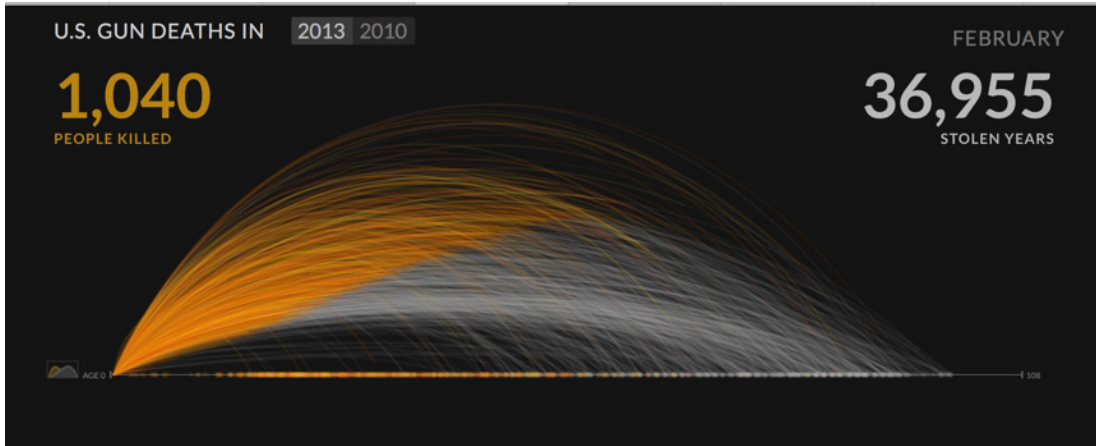 U.S. GUN DEATHS IN 2013 2010
FEBRUARY
1,040
36,955
PEOPLE KILLED
STOLEN YEARS
AGE 0
108